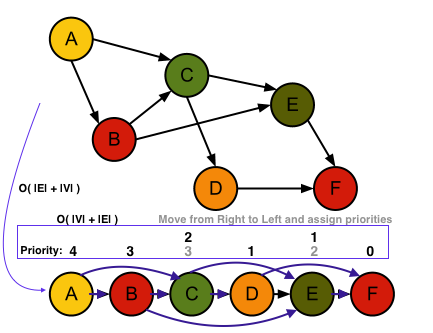 A
C
E
B
D
F
O( |E| + |V| )
O( |V| + |E| )
Move from Right to Left and assign priorities
2 1
Priority: 4 3 3 1 2 0
A B C D E F